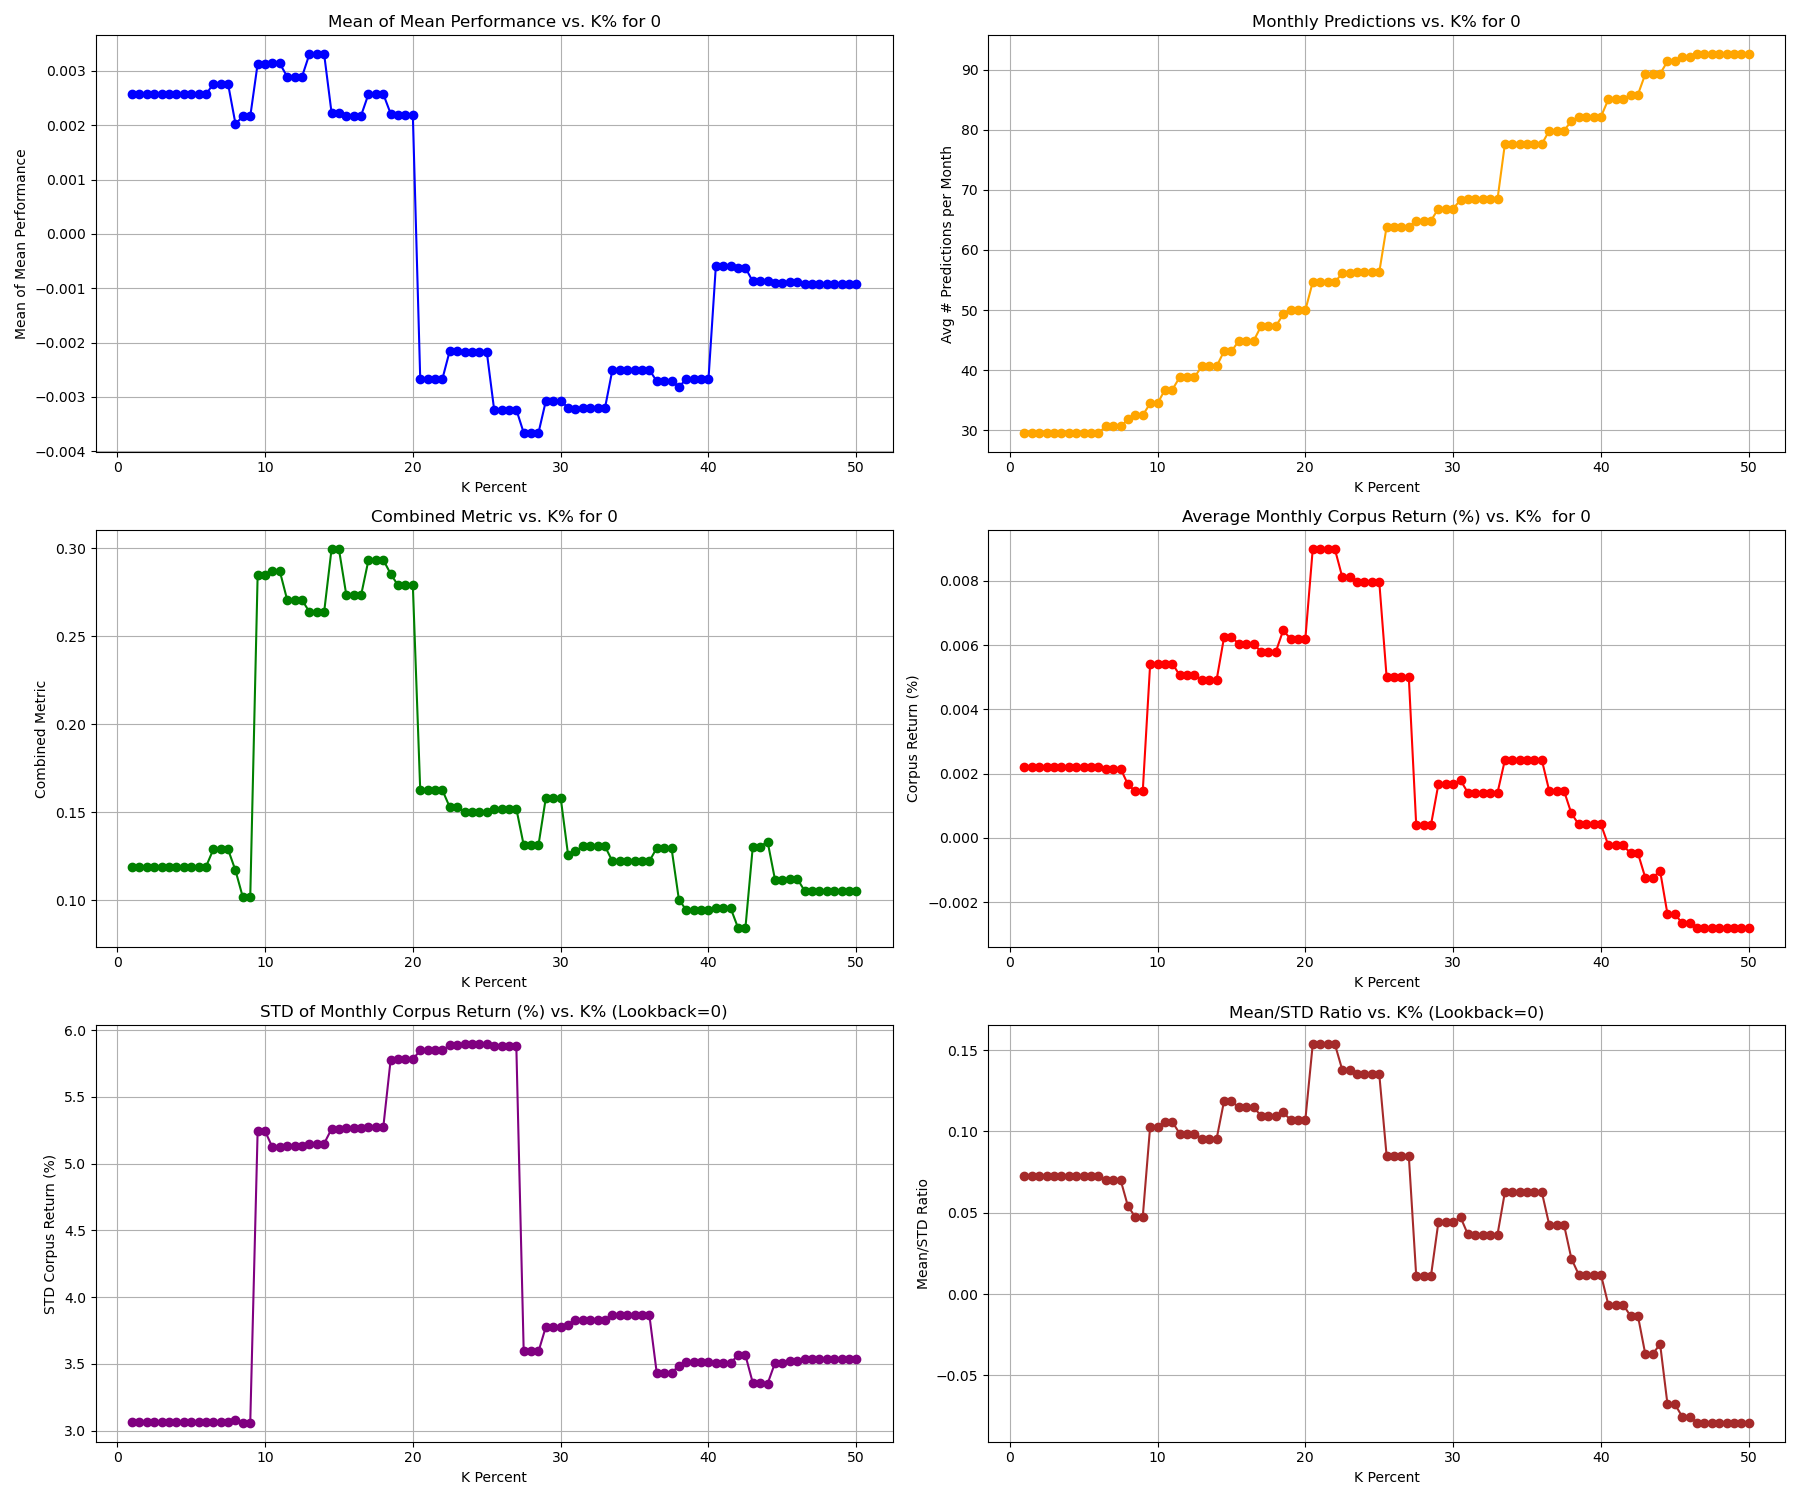 Mean of Mean Performance vs. K% for 0
Mean of Mean Performance
0.003
0.002
0.001
0.000
−0.001
−0.002
−0.003
−0.004
0 10 20 30 40 50
K Percent
Monthly Predictions vs. K% for 0
Avg # Predictions per Month
90
80
70
60
50
40
30
0 10 20 30 40 50
K Percent
Combined Metric vs. K% for 0
Combined Metric
0.30
0.25
0.20
0.15
0.10
0 10 20 30 40 50
K Percent
Average Monthly Corpus Return (%) vs. K%  for 0
Corpus Return (%)
0.008
0.006
0.004
0.002
0.000
−0.002
0 10 20 30 40 50
K Percent
STD of Monthly Corpus Return (%) vs. K% (Lookback=0)
STD Corpus Return (%)
6.0
5.5
5.0
4.5
4.0
3.5
3.0
0 10 20 30 40 50
K Percent
Mean/STD Ratio vs. K% (Lookback=0)
Mean/STD Ratio
0.15
0.10
0.05
0.00
−0.05
0 10 20 30 40 50
K Percent